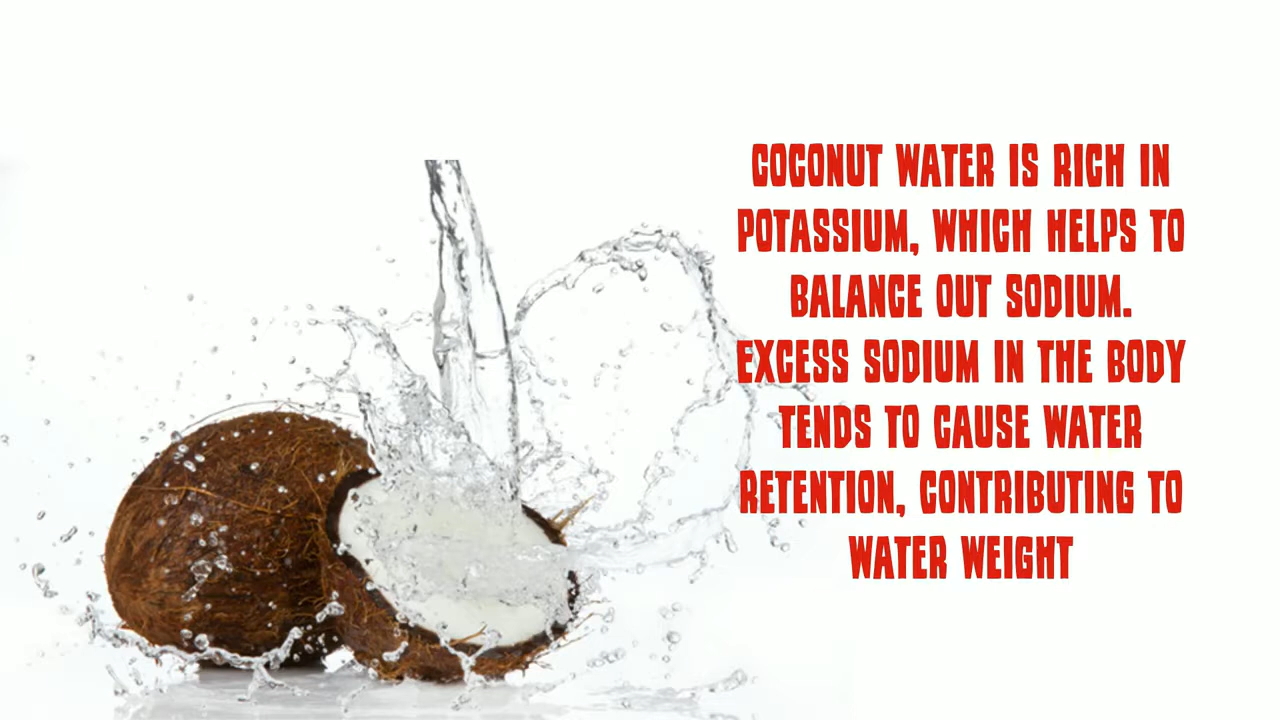 COCONUT WATER IS RICH IN
POTASSIUM, WHICH HELPS TO
BALANCE OUT SODIUM.
EXCESS SODIUM IN THE BODY
TENDS TO CAUSE WATER
RETENTION, CONTRIBUTING TO
WATER WEIGHT